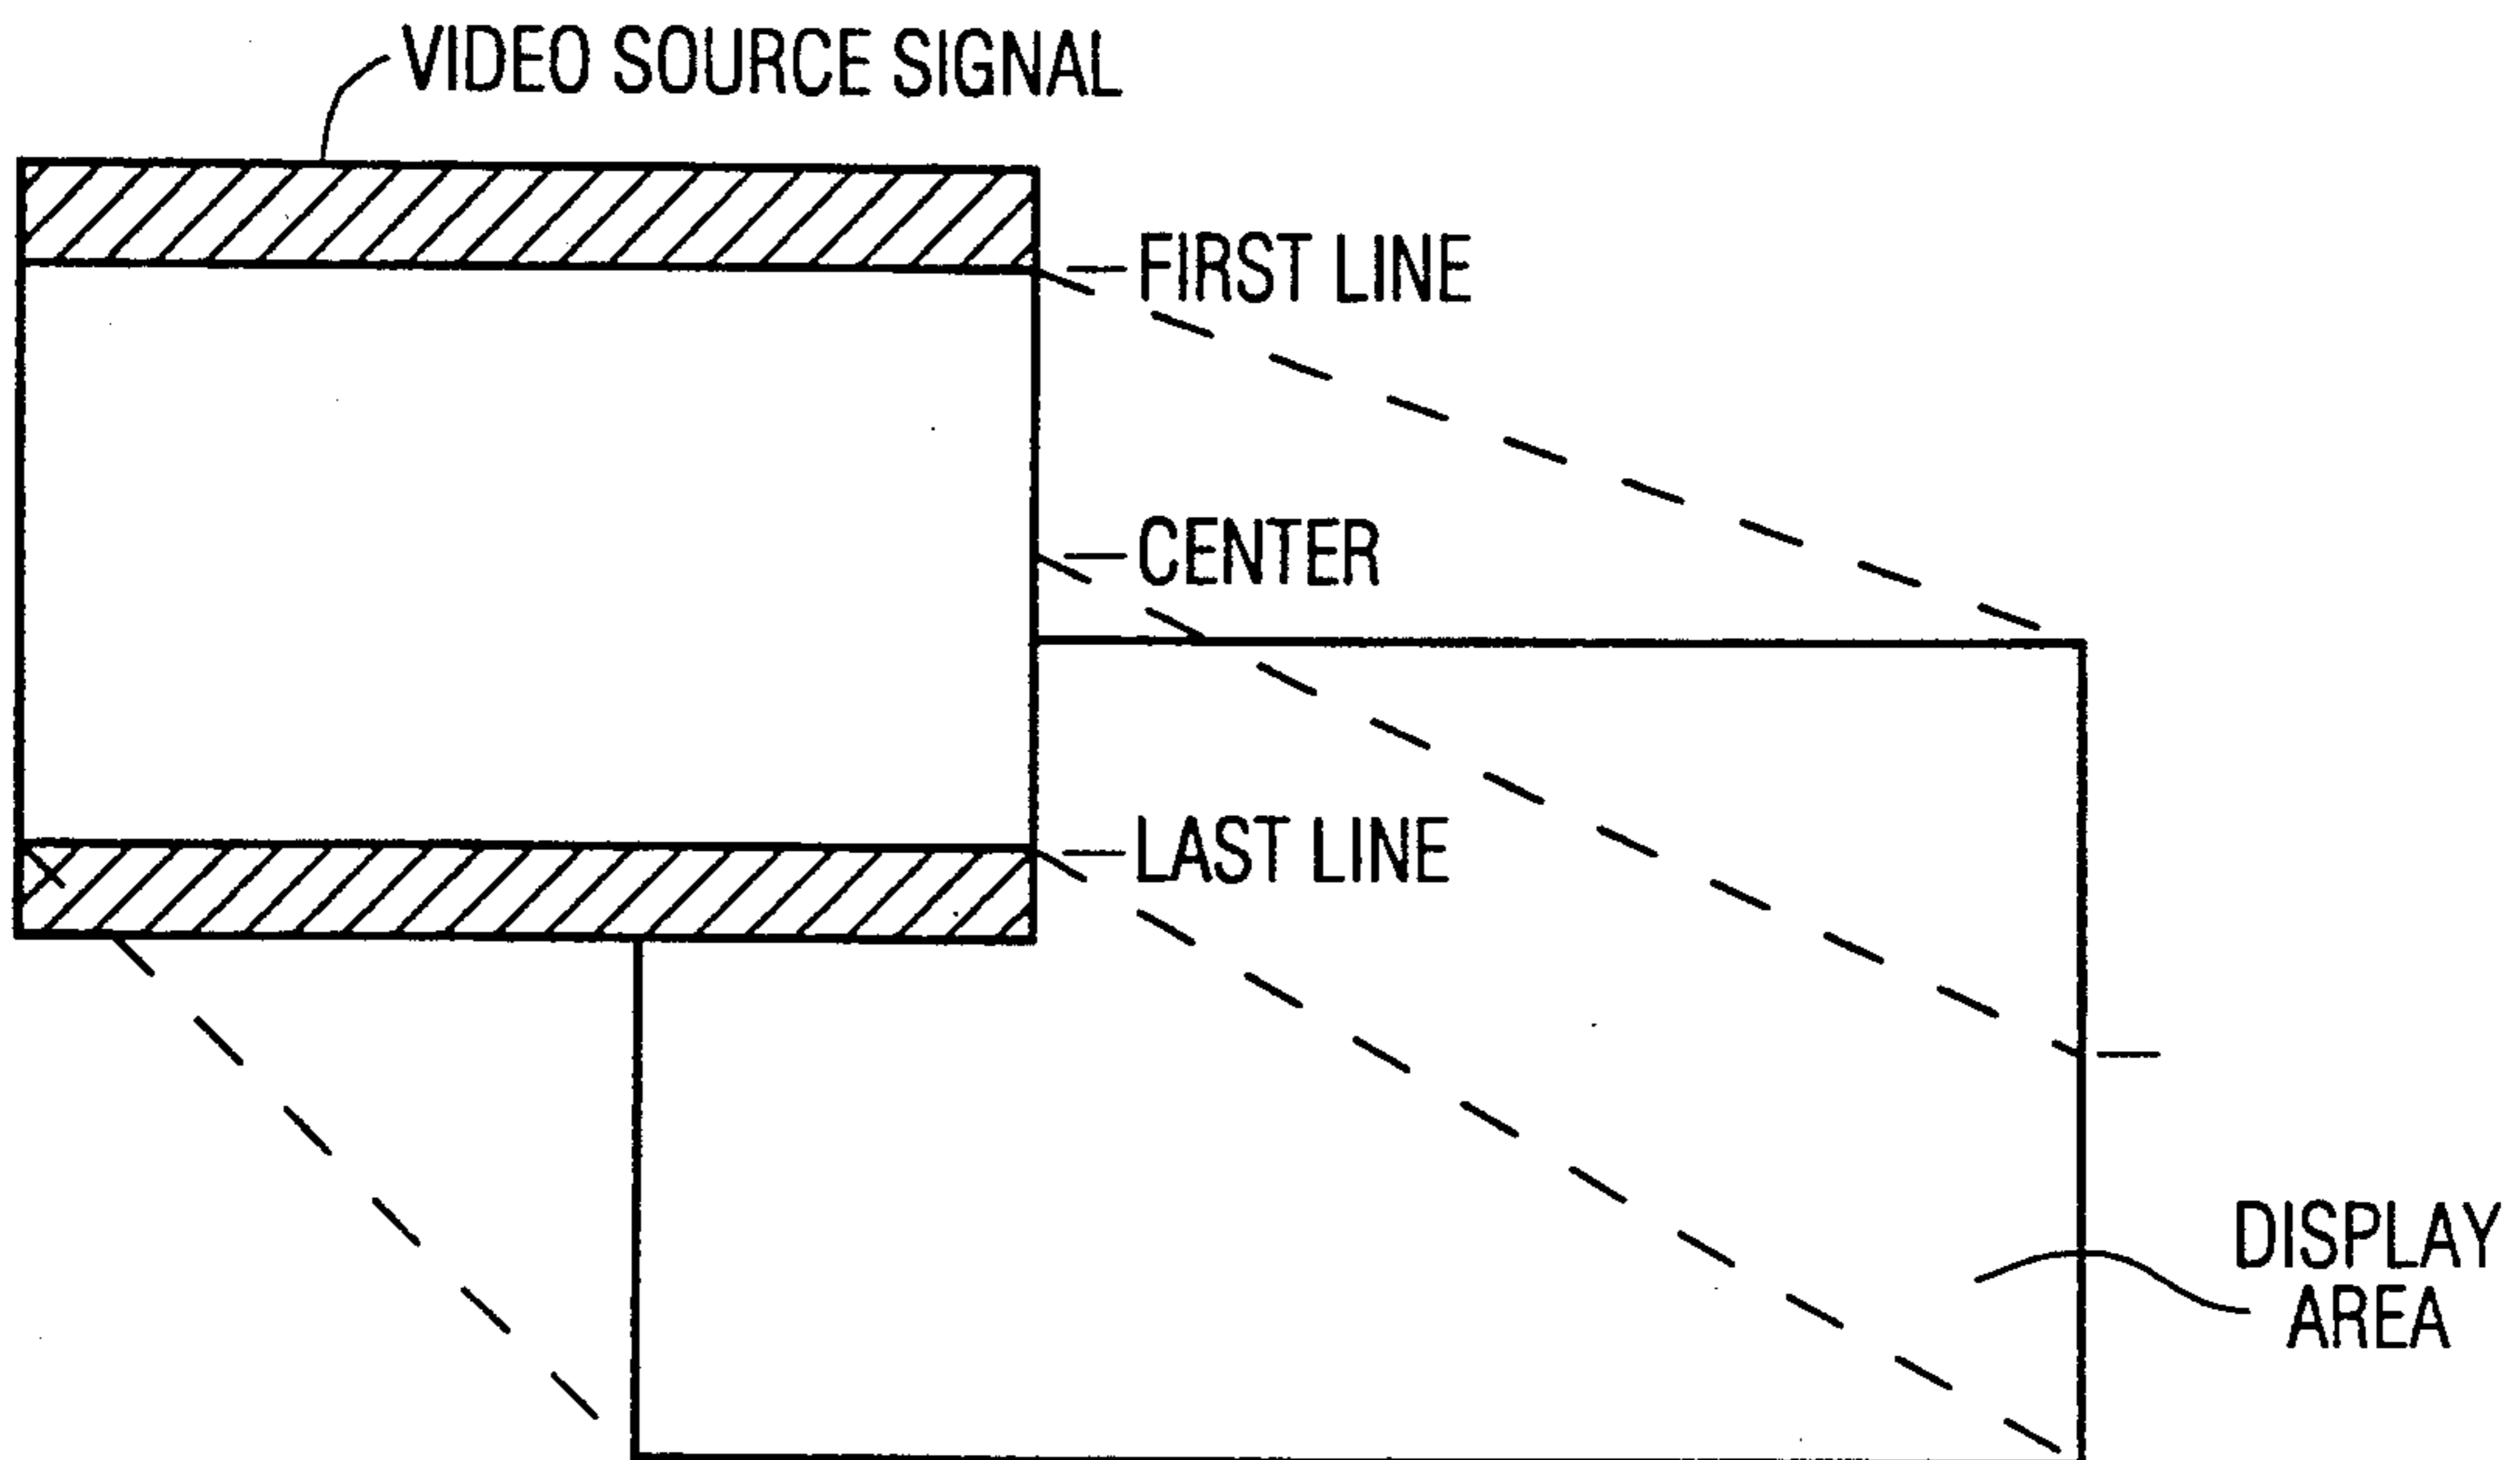 VIDEO SOURCE SIGNAL
FIRST LINE
CENTER
LAST LINE
DISPLAY
AREA